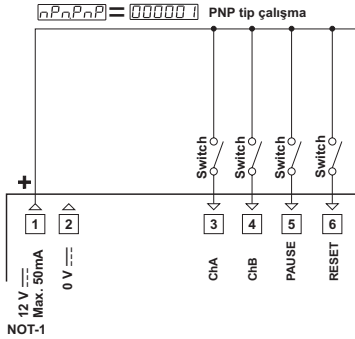 nPnPnP = 000001 PNP tip çalışma
Switch Switch Switch Switch
+
1 2 3 4 5 6
12 V
Max. 50mA
0 V
ChA
ChB
PAUSE
RESET
NOT-1